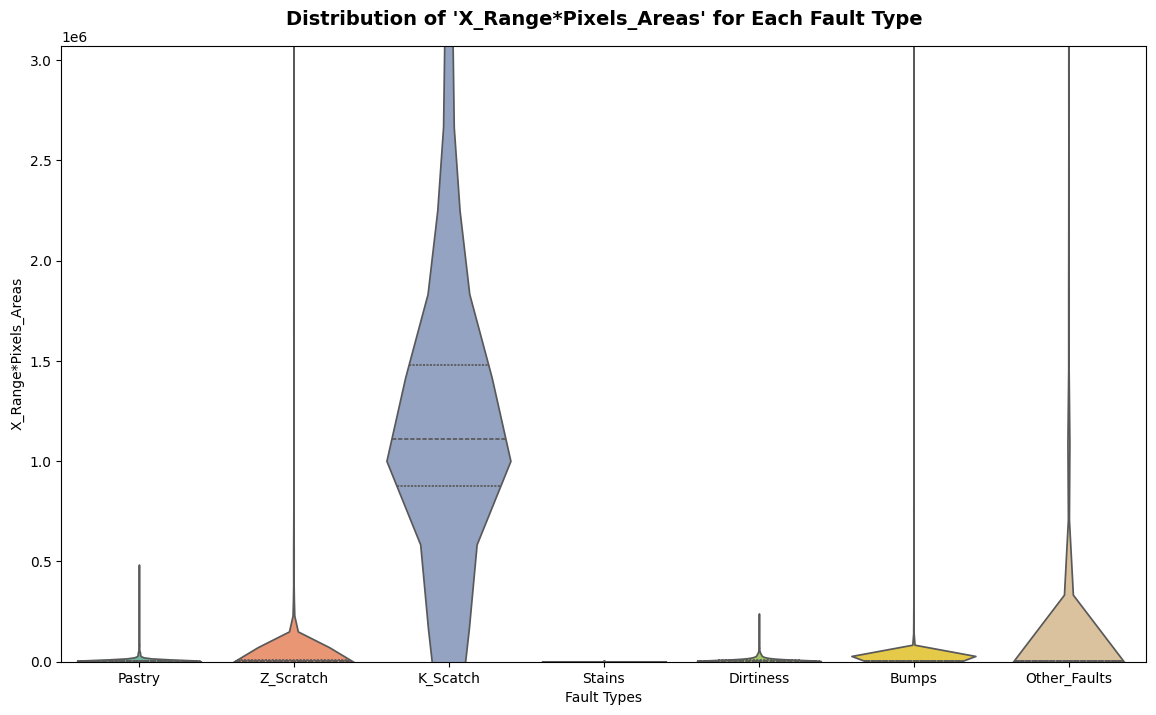 Distribution of 'X_Range*Pixels_Areas' for Each Fault Type
1e6
3.0
2.5
2.0
1.5
1.0
0.5
0.0
X_Range*Pixels_Areas
Pastry Z_Scratch K_Scatch Stains Dirtiness Bumps Other_Faults
Fault Types